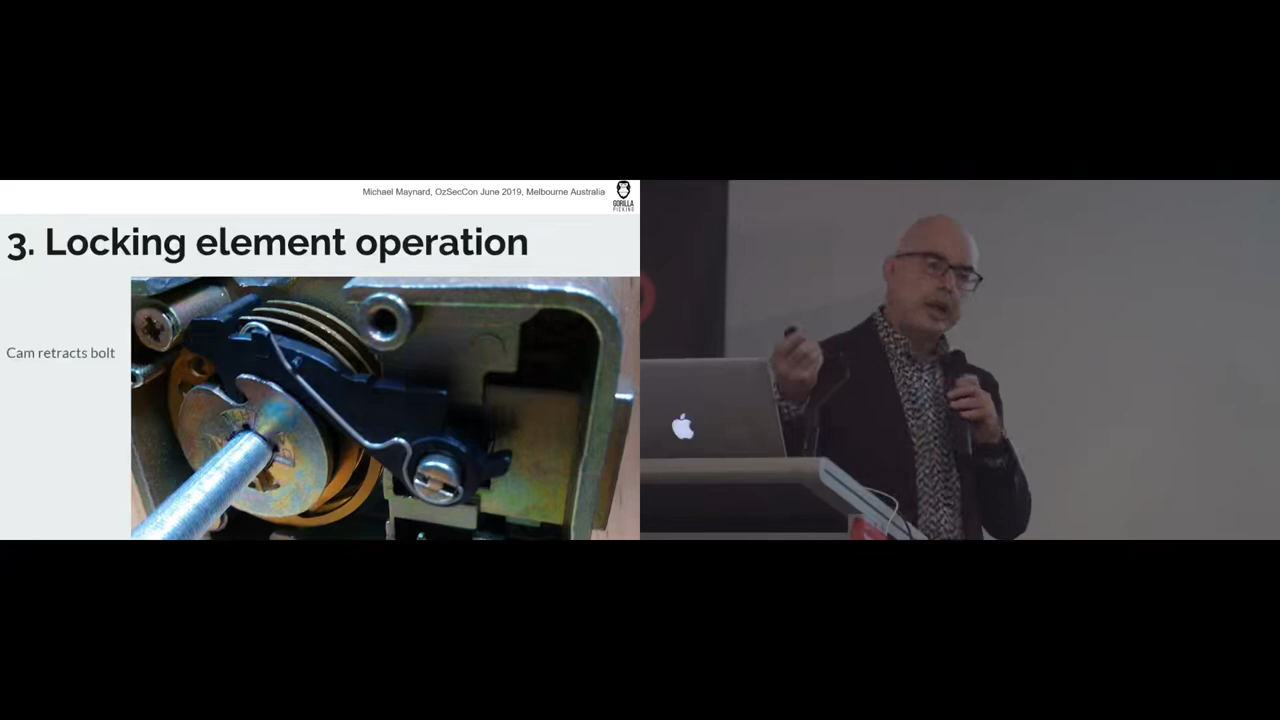 Michael Maynard, OzSecCon June 2019, Melbourne Australia
GORILLA
PICKING
3. Locking element operation
Cam retracts bolt